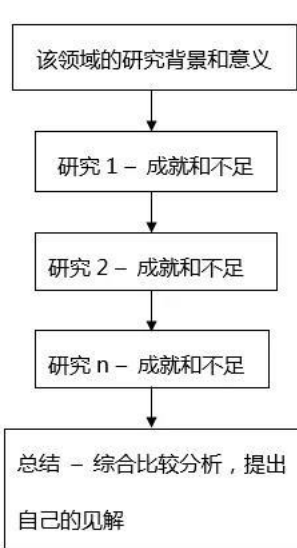 该领域的研究背景和意义
研究 1 – 成就和不足
研究 2 – 成就和不足
研究 n – 成就和不足
总结 – 综合比较分析，提出
自己的见解